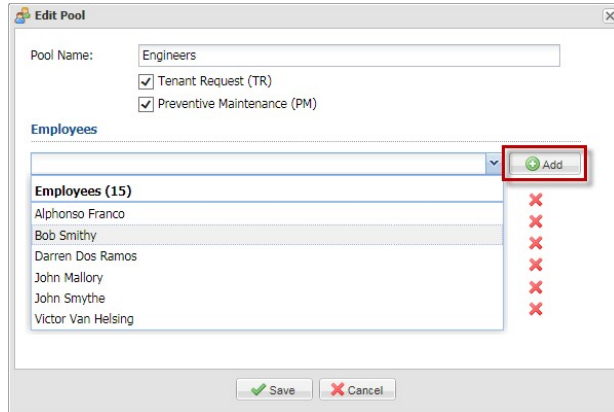 Edit Pool
Pool Name: Engineers
Tenant Request (TR)
Preventive Maintenance (PM)
Employees
Add
Employees (15)
Alphonso Franco
Bob Smithy
Darren Dos Ramos
John Mallory
John Smythe
Victor Van Helsing
Save Cancel